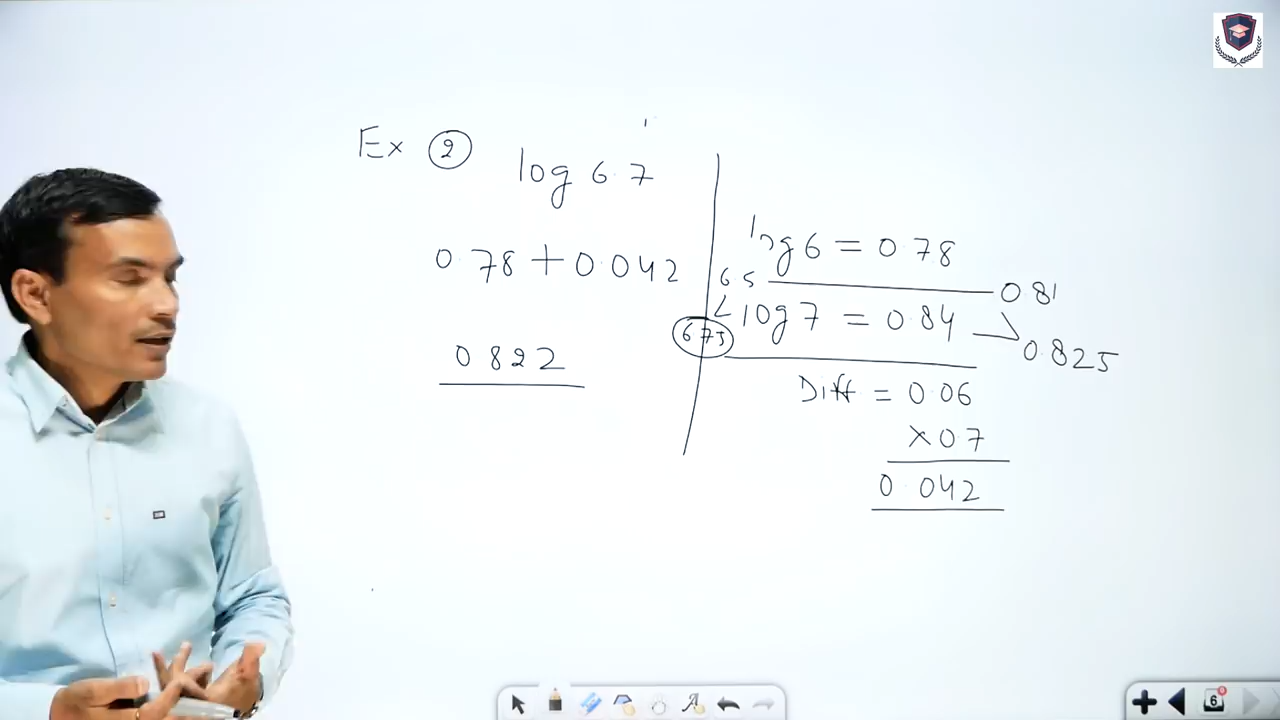 Ex ②
log 6.7
0.78 + 0.042
0.822
log 6 = 0.78
6.5
0.81
log 7 = 0.84
6.75
0.825
Diff = 0.06
× 0.7
0.042
6